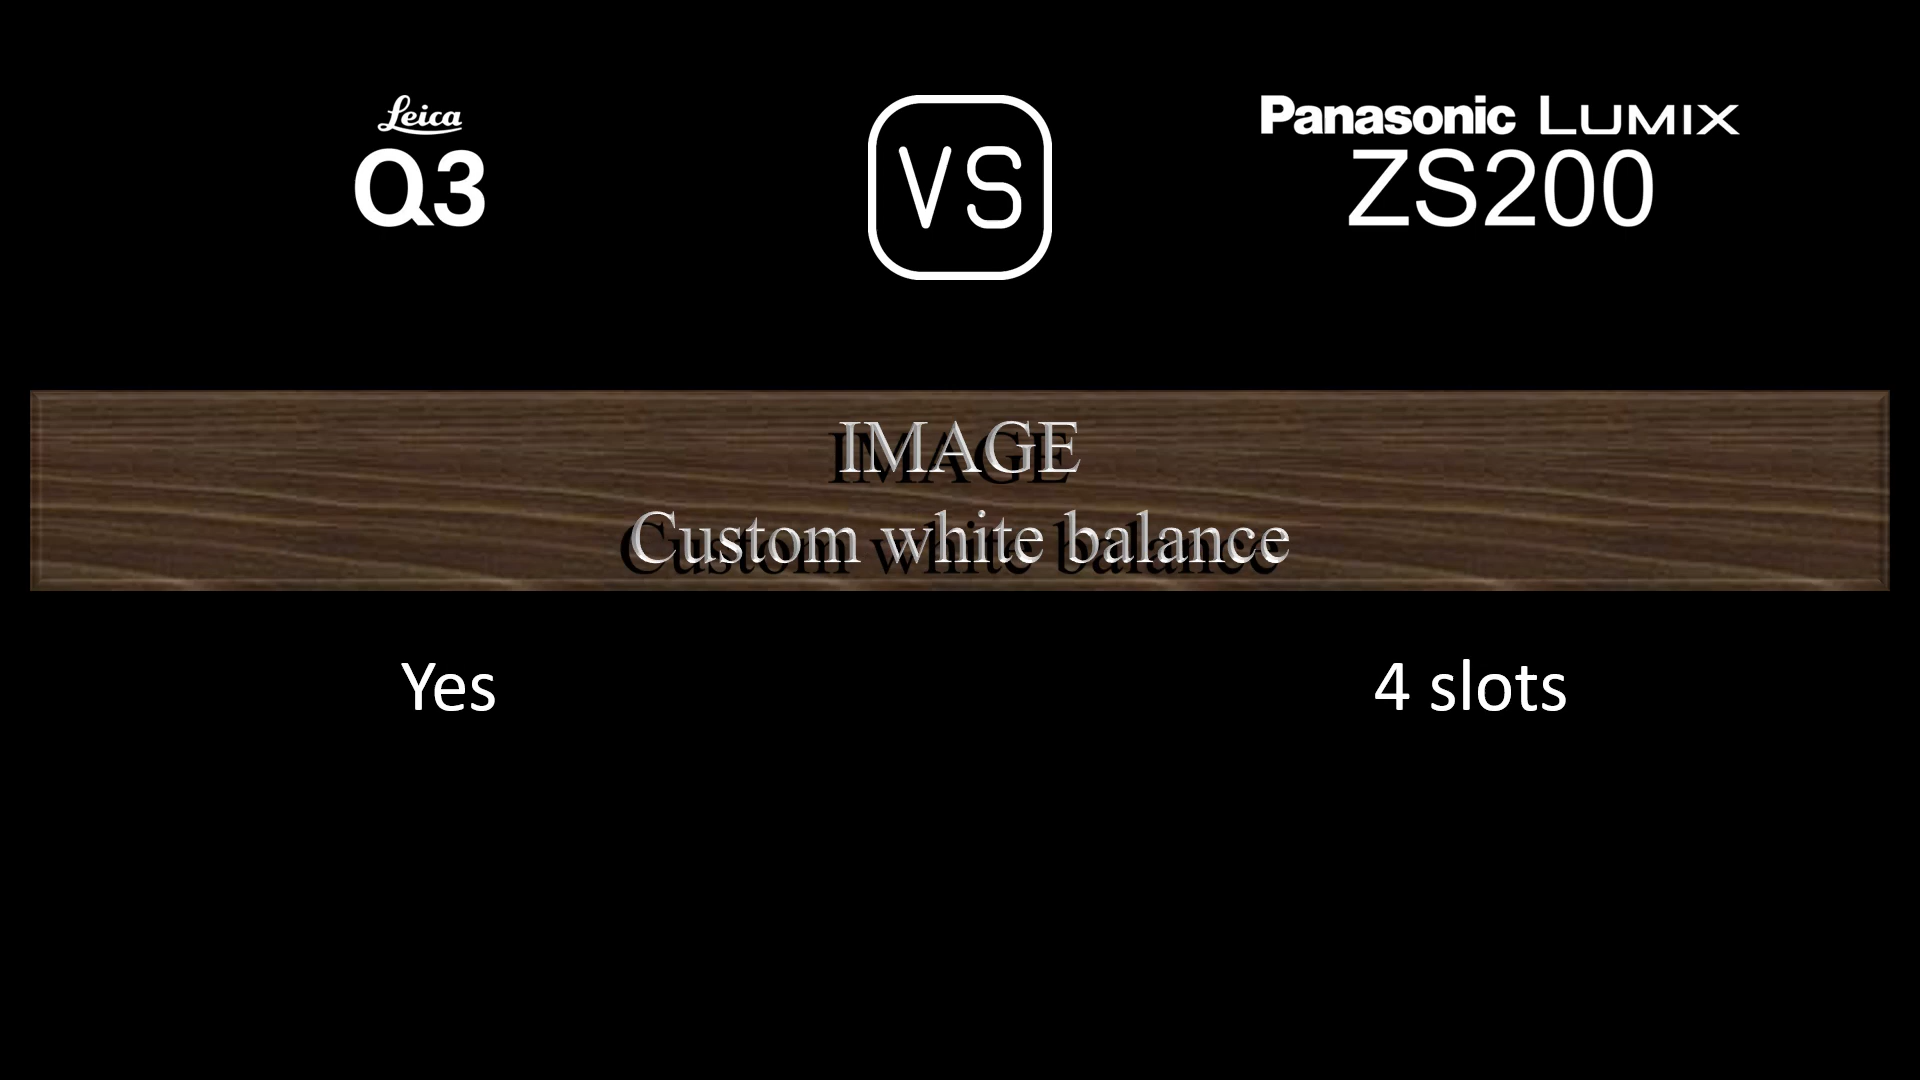 Leica
Q3
VS
Panasonic LUMIX
ZS200
IMAGE
Custom white balance
Yes
4 slots